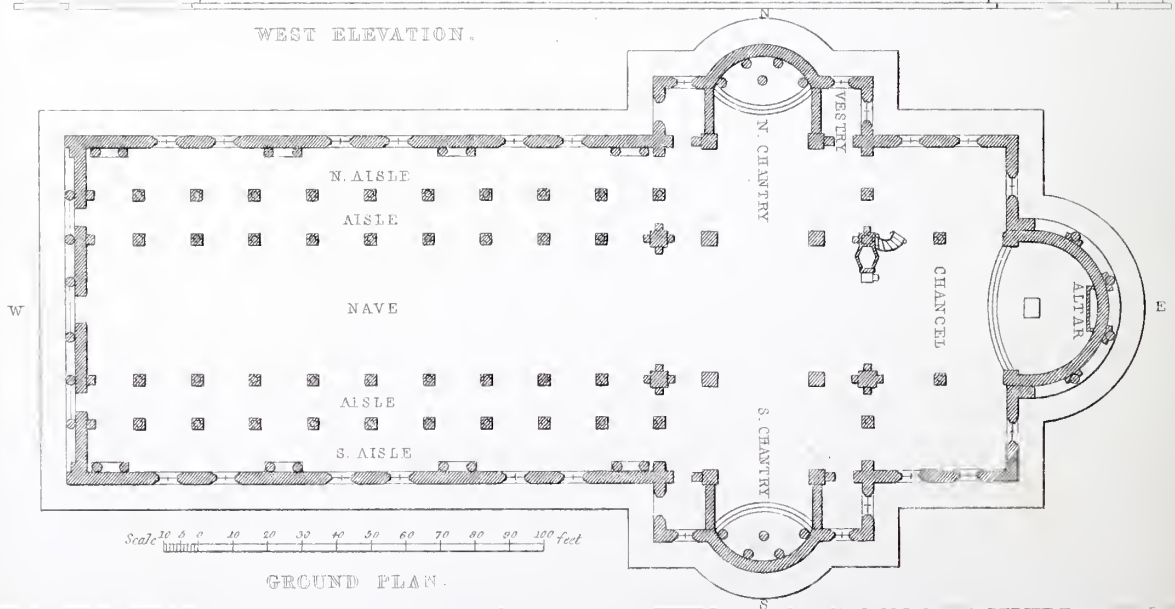 WEST ELEVATION.
N
VESTRY
N. CHANTRY
N. AISLE
AISLE
W
NAVE
CHANCEL
ALTAR
E
AISLE
S. AISLE
S. CHANTRY
Scale 10 5 0 10 20 30 40 50 60 70 80 90 100 feet
GROUND PLAN.
S